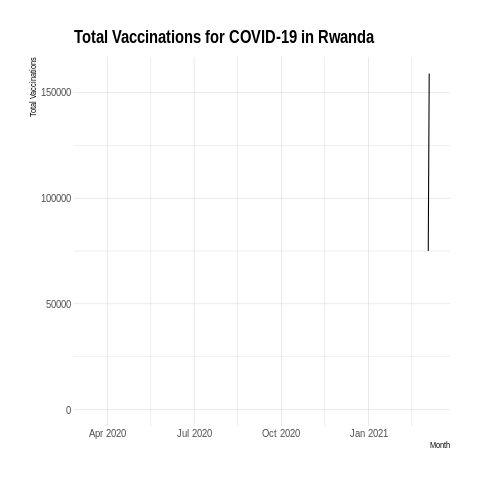 Total Vaccinations for COVID-19 in Rwanda
Total Vaccinations
150000
100000
50000
0
Apr 2020
Jul 2020
Oct 2020
Jan 2021
Month